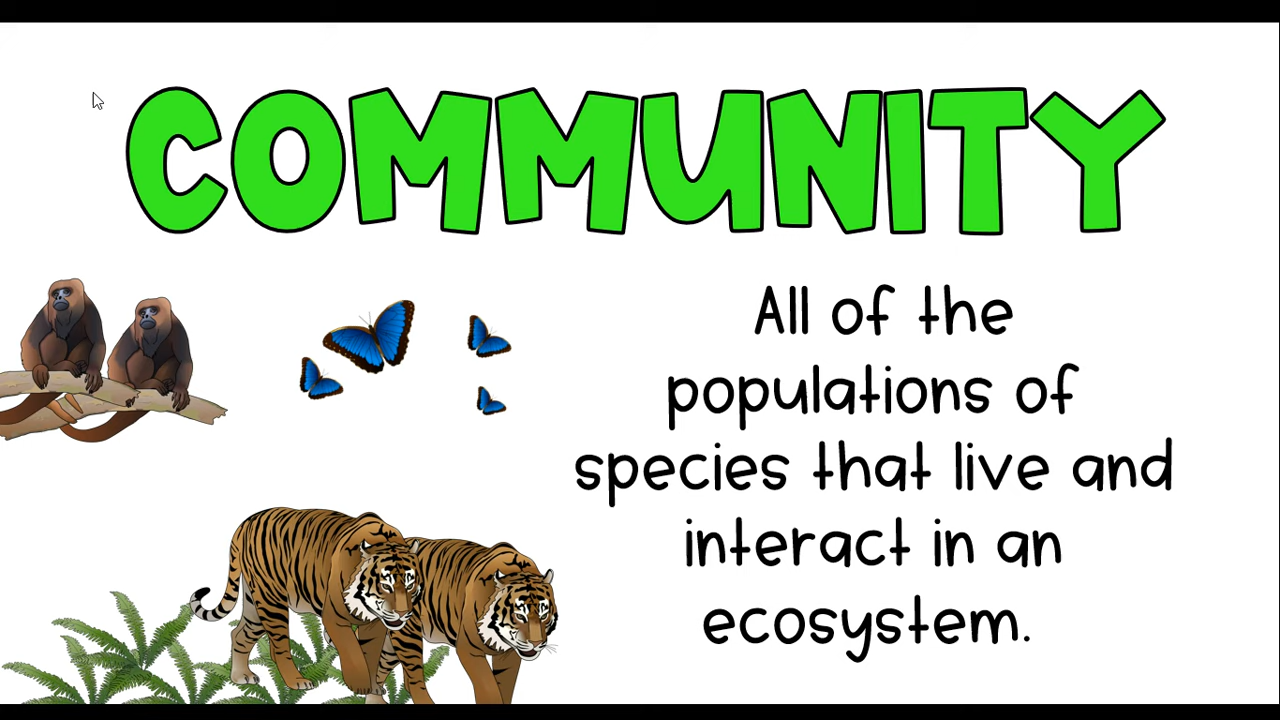 COMMUNITY
All of the
populations of
species that live and
interact in an
ecosystem.